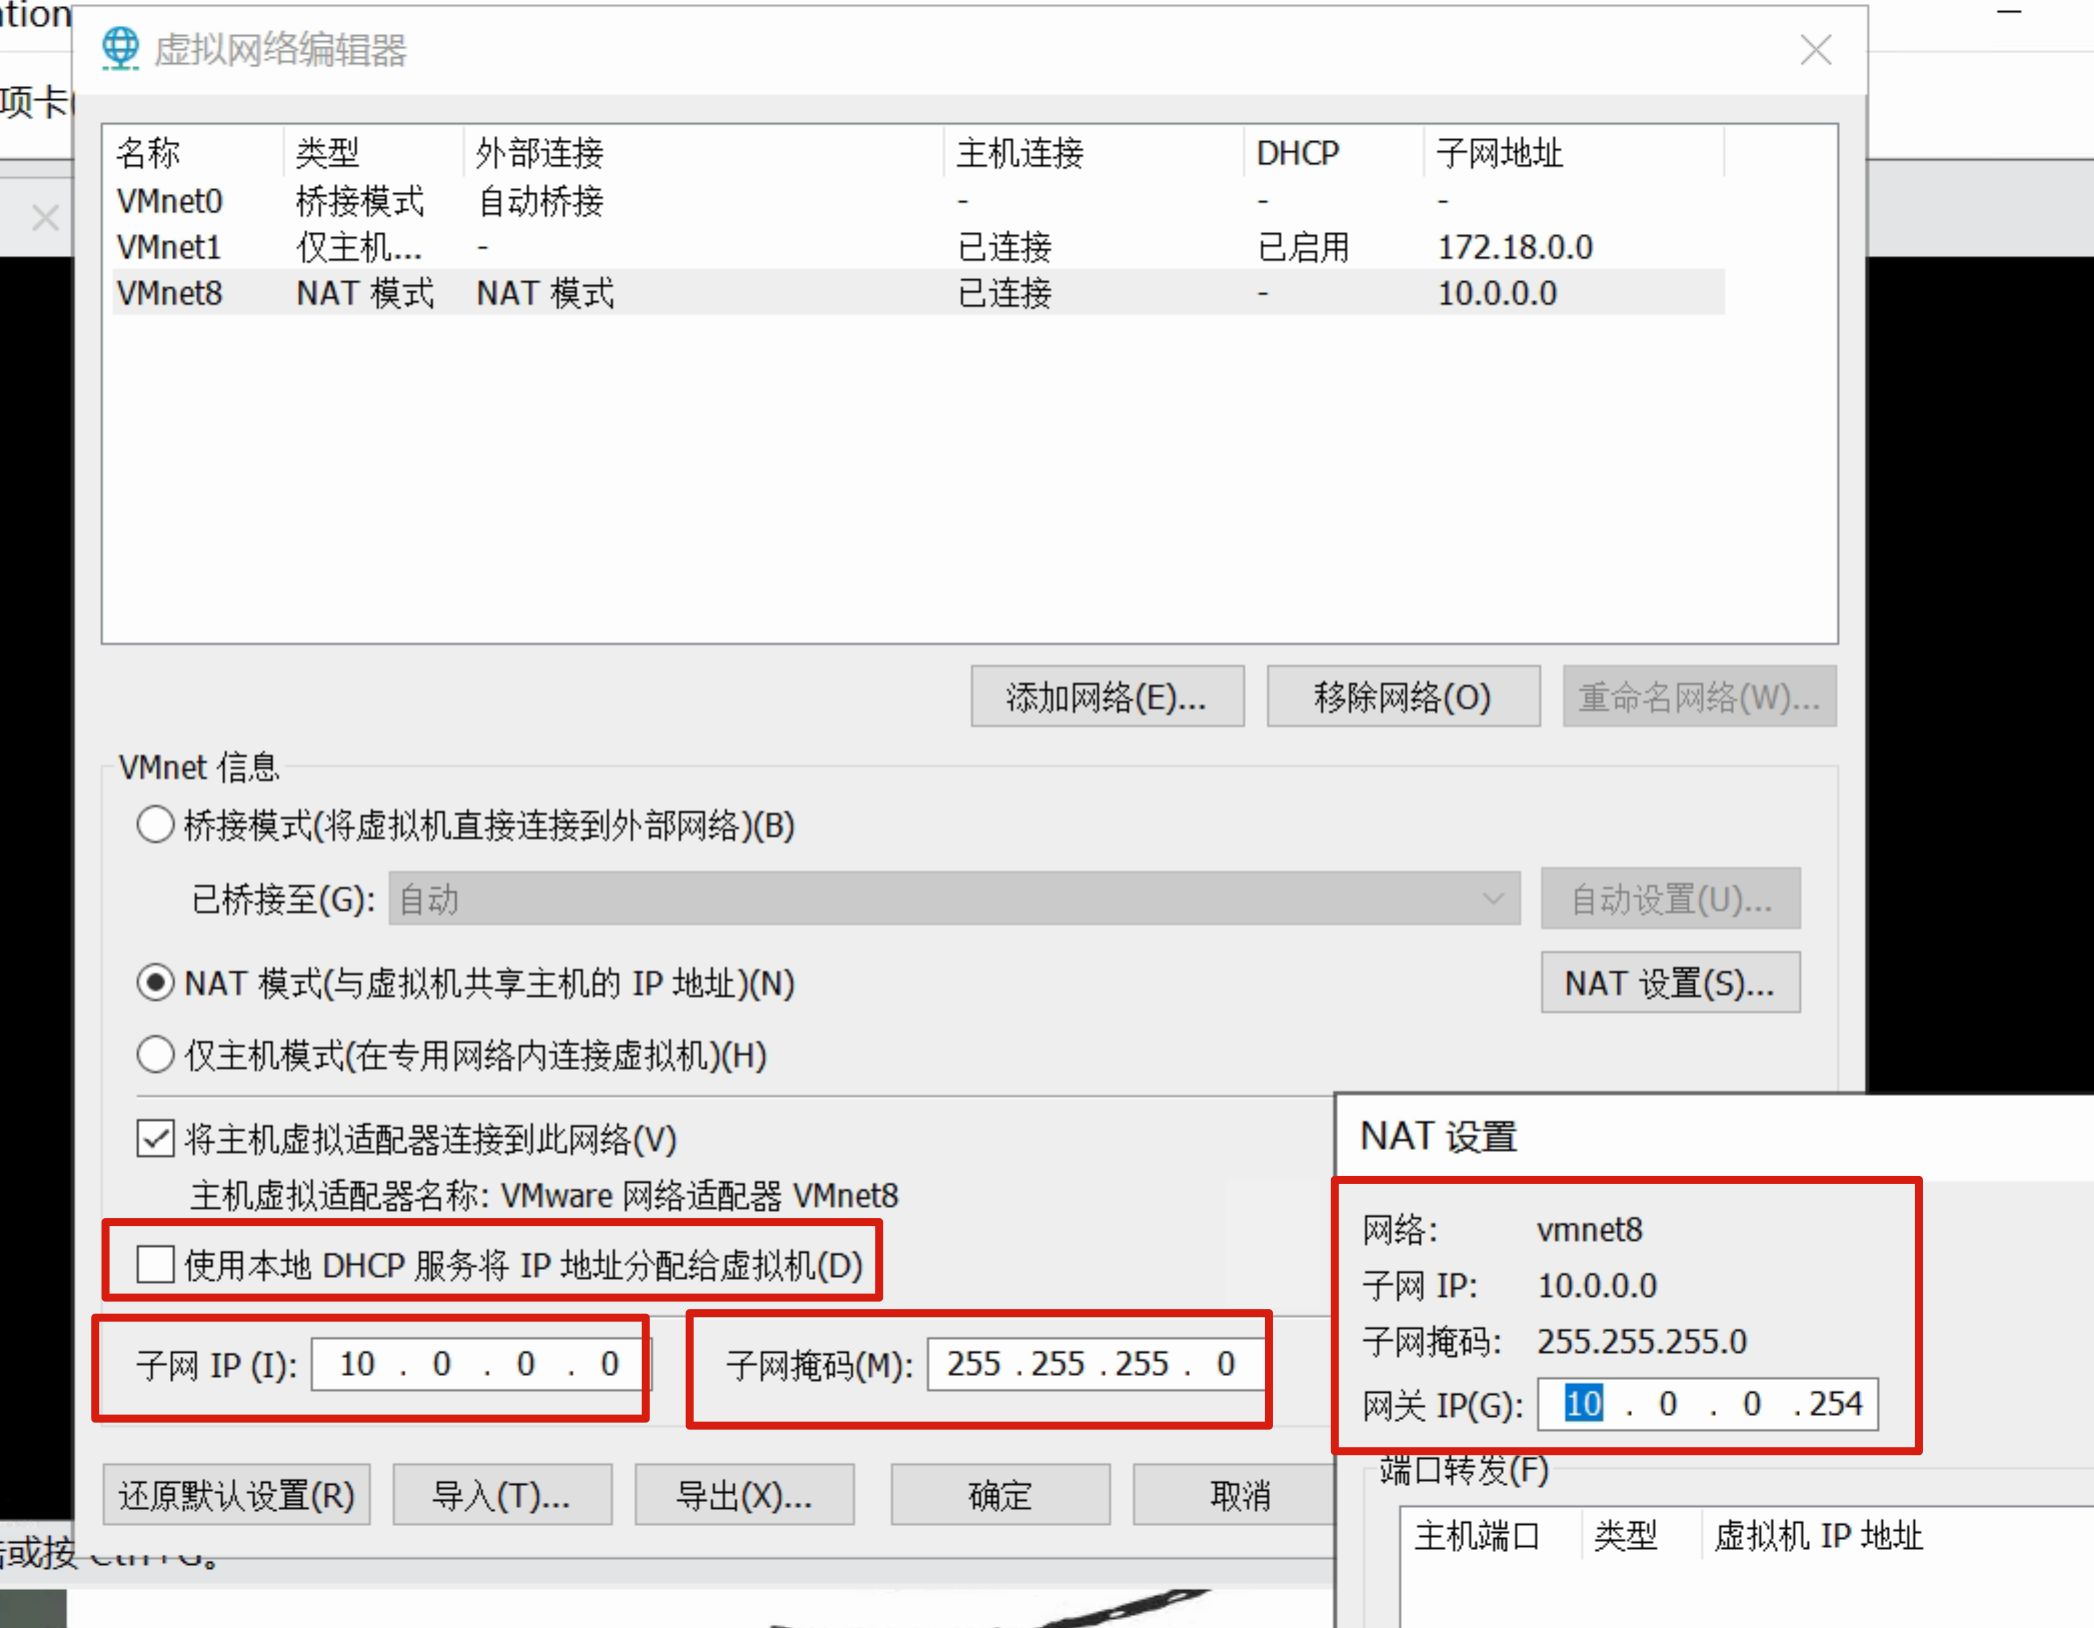 ation
虚拟网络编辑器
项卡(
名称 类型 外部连接 主机连接 DHCP 子网地址
VMnet0 桥接模式 自动桥接 - - -
VMnet1 仅主机... - 已连接 已启用 172.18.0.0
VMnet8 NAT 模式 NAT 模式 已连接 - 10.0.0.0
添加网络(E)... 移除网络(O) 重命名网络(W)...
VMnet 信息
桥接模式(将虚拟机直接连接到外部网络)(B)
已桥接至(G): 自动 自动设置(U)...
NAT 模式(与虚拟机共享主机的 IP 地址)(N) NAT 设置(S)...
仅主机模式(在专用网络内连接虚拟机)(H)
将主机虚拟适配器连接到此网络(V)
主机虚拟适配器名称: VMware 网络适配器 VMnet8
使用本地 DHCP 服务将 IP 地址分配给虚拟机(D)
子网 IP (I): 10 . 0 . 0 . 0 子网掩码(M): 255 . 255 . 255 . 0
还原默认设置(R) 导入(T)... 导出(X)... 确定 取消
NAT 设置
网络: vmnet8
子网 IP: 10.0.0.0
子网掩码: 255.255.255.0
网关 IP(G): 10 . 0 . 0 . 254
端口转发(F)
主机端口 类型 虚拟机 IP 地址
击或按 Ctrl+G。